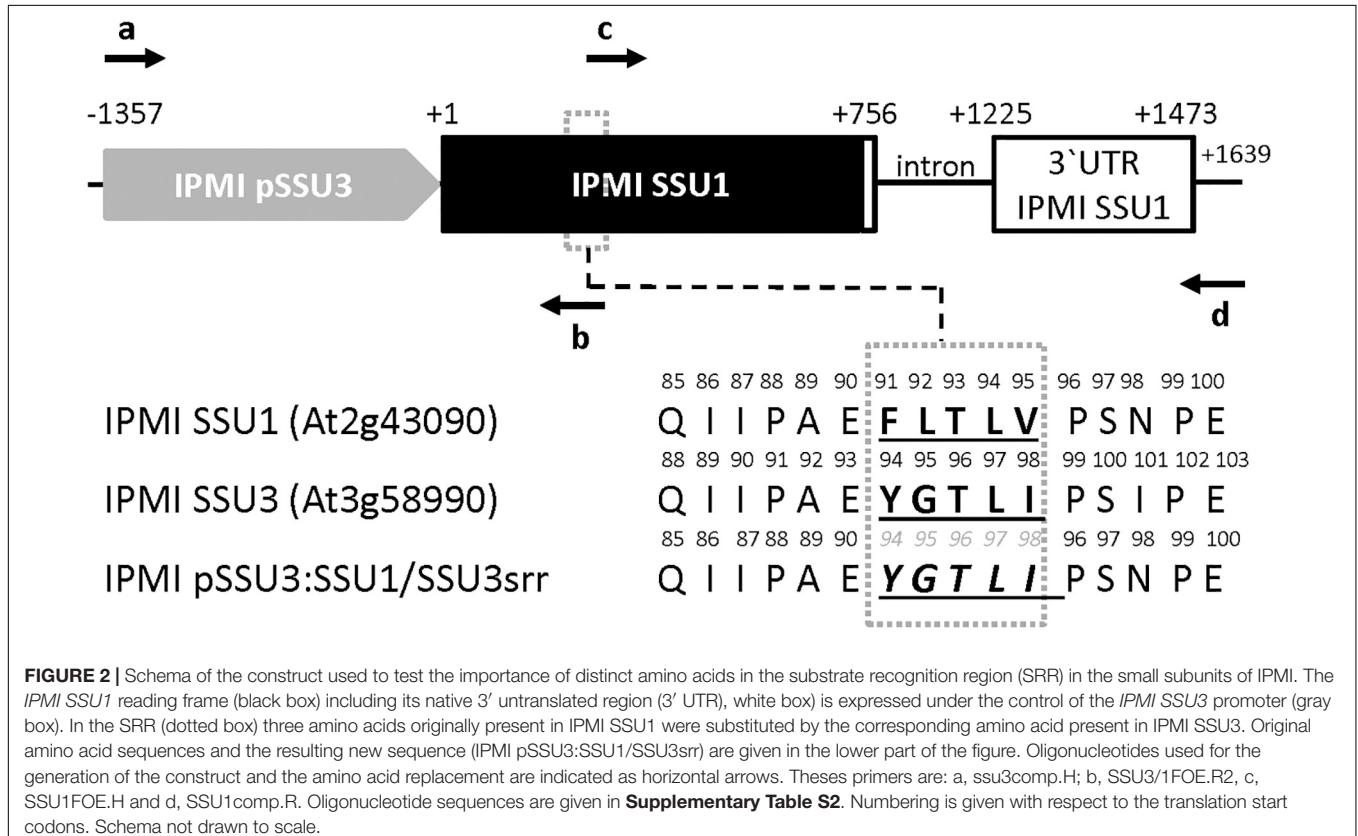 a
c
-1357
+1
+756
+1225
+1473
+1639
IPMI pSSU3
IPMI SSU1
intron
3`UTR
IPMI SSU1
b
d
85 86 87 88 89 90 91 92 93 94 95 96 97 98 99 100
IPMI SSU1 (At2g43090) Q I I P A E F L T L V P S N P E
88 89 90 91 92 93 94 95 96 97 98 99 100 101 102 103
IPMI SSU3 (At3g58990) Q I I P A E Y G T L I P S I P E
85 86 87 88 89 90 94 95 96 97 98 96 97 98 99 100
IPMI pSSU3:SSU1/SSU3srr Q I I P A E Y G T L I P S N P E
FIGURE 2 | Schema of the construct used to test the importance of distinct amino acids in the substrate recognition region (SRR) in the small subunits of IPMI. The
IPMI SSU1 reading frame (black box) including its native 3′ untranslated region (3′ UTR), white box) is expressed under the control of the IPMI SSU3 promoter (gray
box). In the SRR (dotted box) three amino acids originally present in IPMI SSU1 were substituted by the corresponding amino acid present in IPMI SSU3. Original
amino acid sequences and the resulting new sequence (IPMI pSSU3:SSU1/SSU3srr) are given in the lower part of the figure. Oligonucleotides used for the
generation of the construct and the amino acid replacement are indicated as horizontal arrows. Theses primers are: a, ssu3comp.H; b, SSU3/1FOE.R2, c,
SSU1FOE.H and d, SSU1comp.R. Oligonucleotide sequences are given in Supplementary Table S2. Numbering is given with respect to the translation start
codons. Schema not drawn to scale.